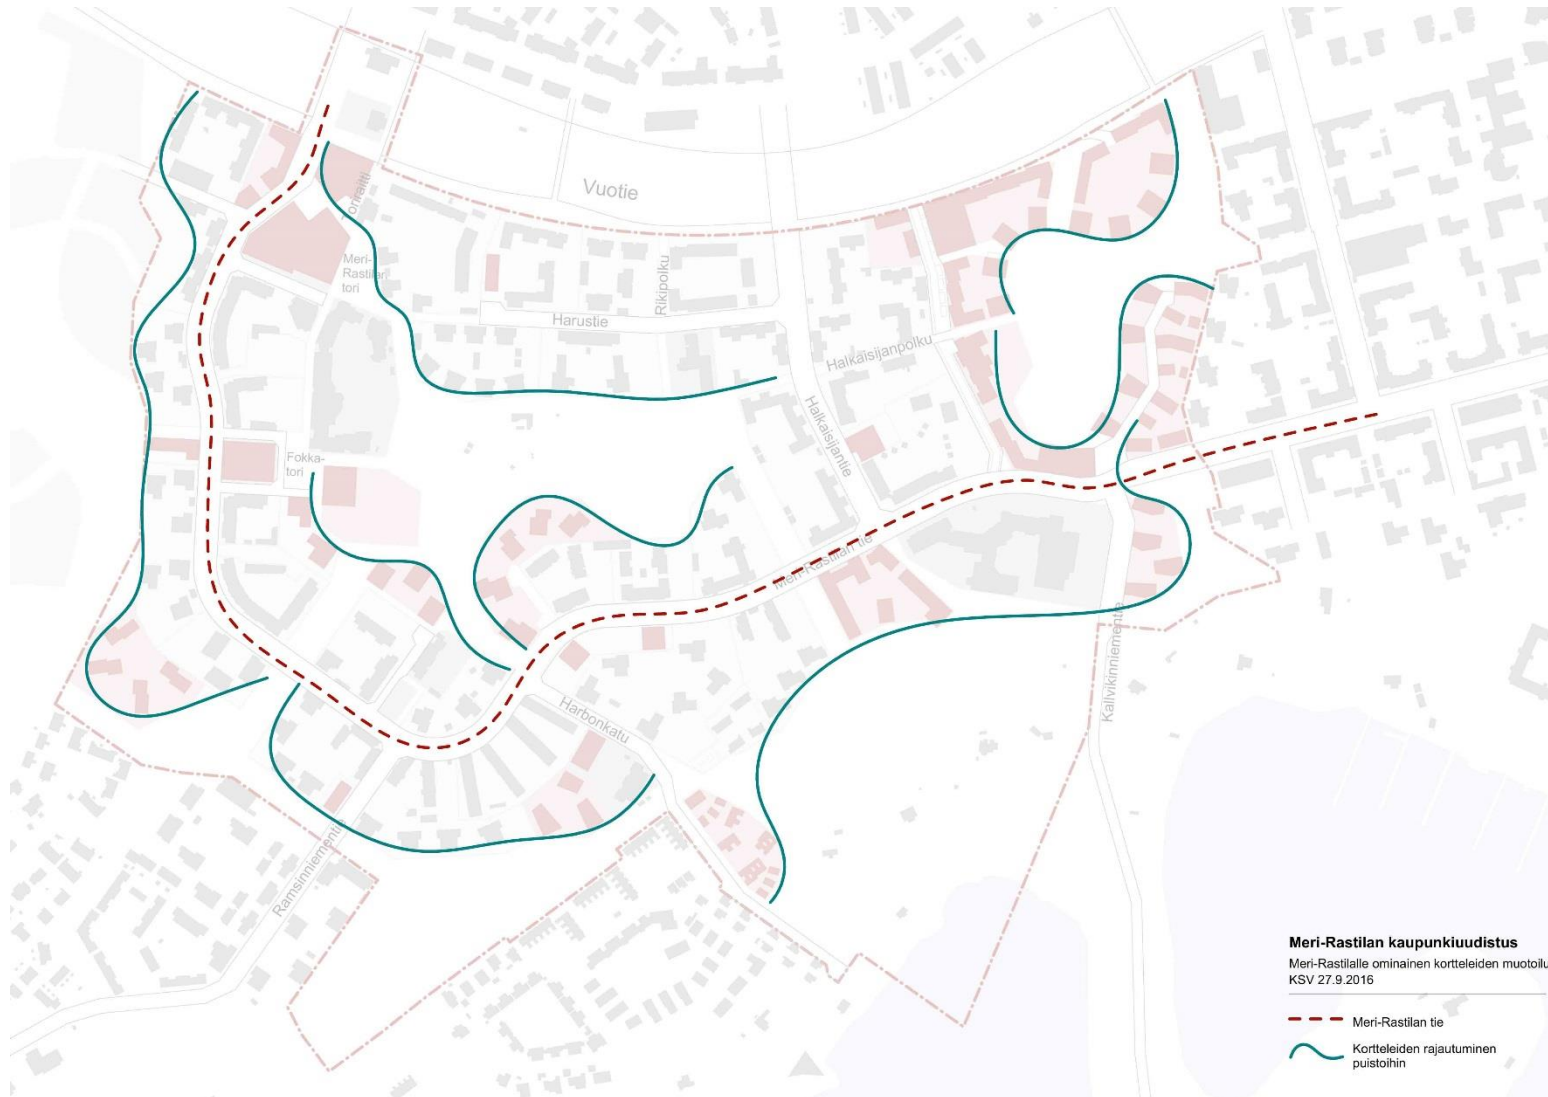 Vuotie
Meri-
Rastilan
tori
Rikipolku
Harustie
Halkaisijanpolku
Halkaisijantie
Fokka-
tori
Meri-Rastilan tie
Kallvikinniementie
Harbonkatu
Ramsinniementie
Meri-Rastilan kaupunkiuudistus
Meri-Rastilalle ominainen kortteleiden muotoilu
KSV 27.9.2016
Meri-Rastilan tie
Kortteleiden rajautuminen
puistoihin